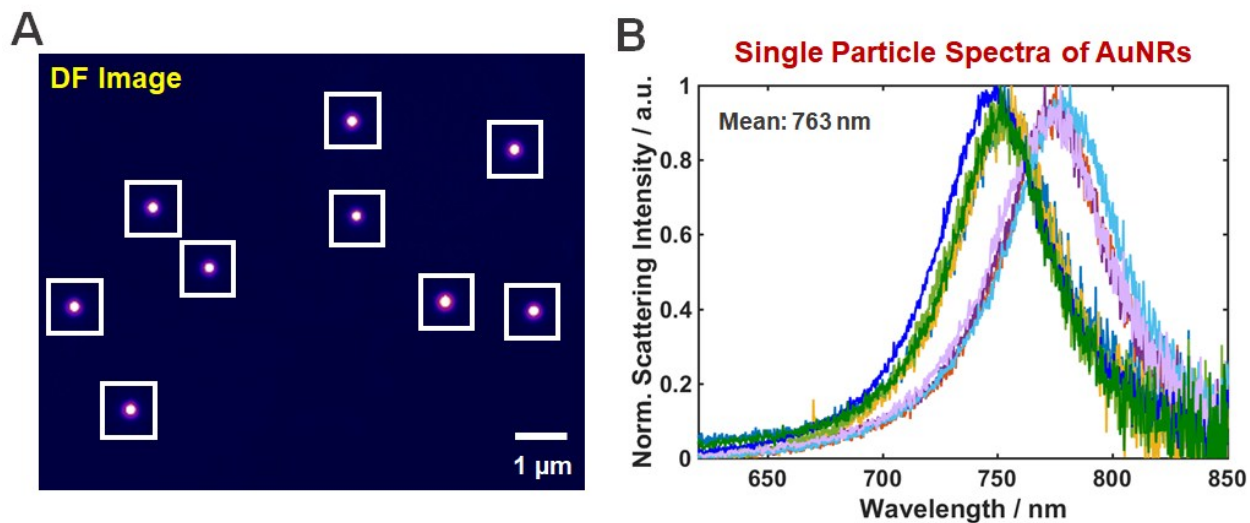 A
DF Image
1 µm
B
Single Particle Spectra of AuNRs
Mean: 763 nm
Norm. Scattering Intensity / a.u.
1
0.8
0.6
0.4
0.2
0
650 700 750 800 850
Wavelength / nm